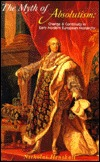 The Myth of
Absolutism:
Change & Continuity in
Early Modern European Monarchy
Nicholas Henshall